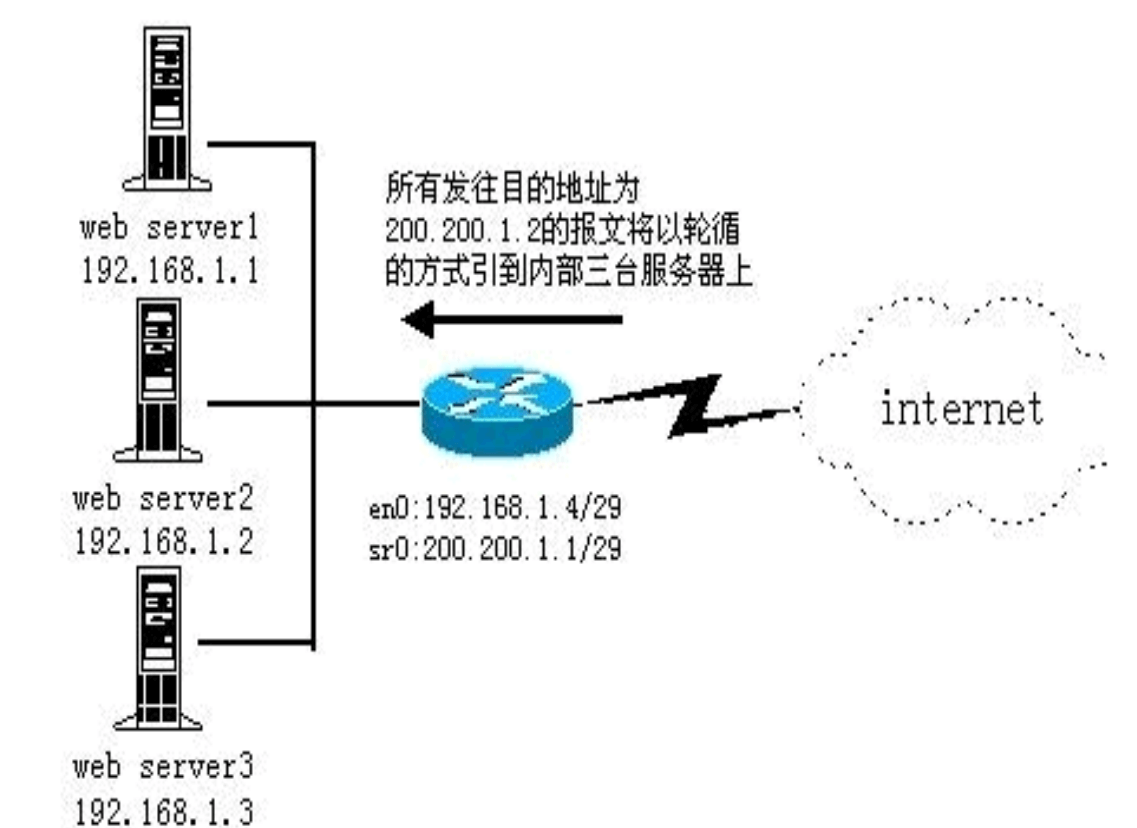 web server1
192.168.1.1
所有发往目的地址为
200.200.1.2的报文将以轮循
的方式引到内部三台服务器上
internet
web server2
192.168.1.2
en0:192.168.1.4/29
sr0:200.200.1.1/29
web server3
192.168.1.3